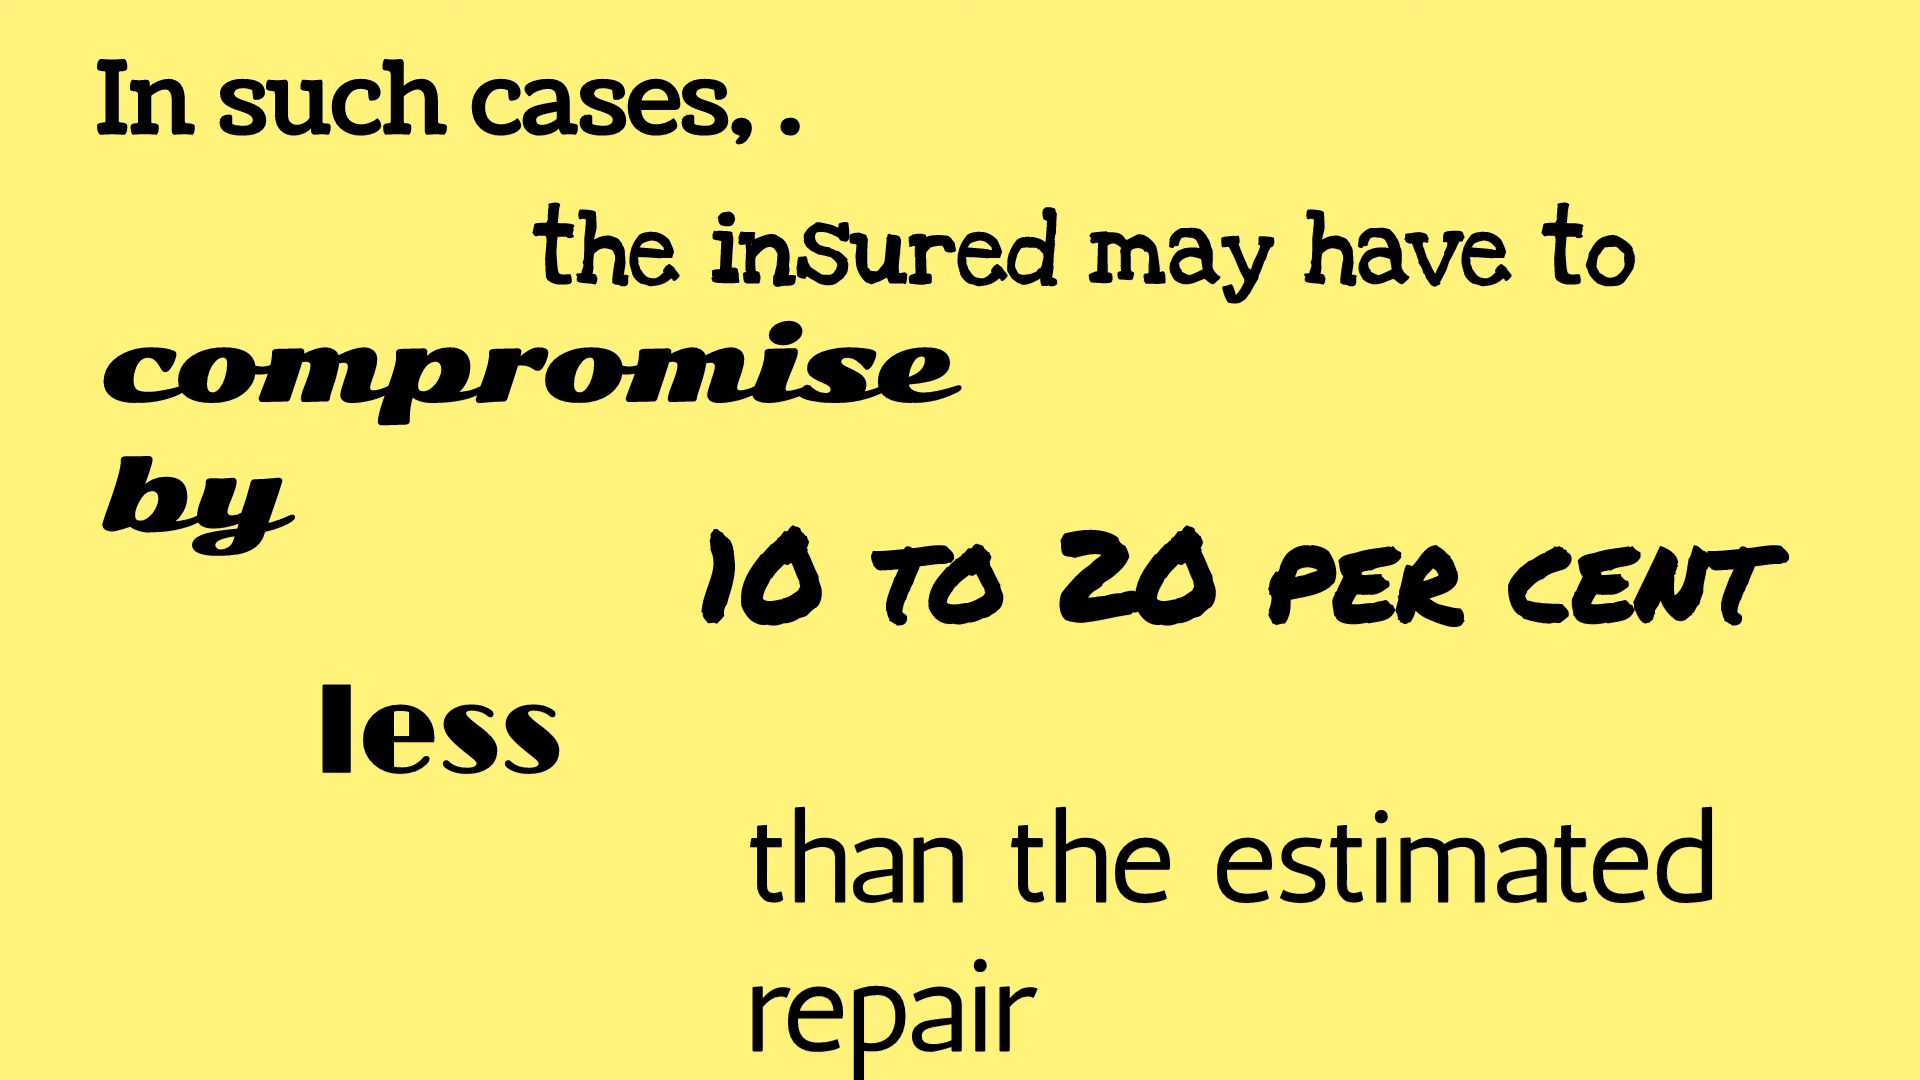 In such cases, .
the insured may have to
compromise
by
10 TO 20 PER CENT
less
than the estimated
repair